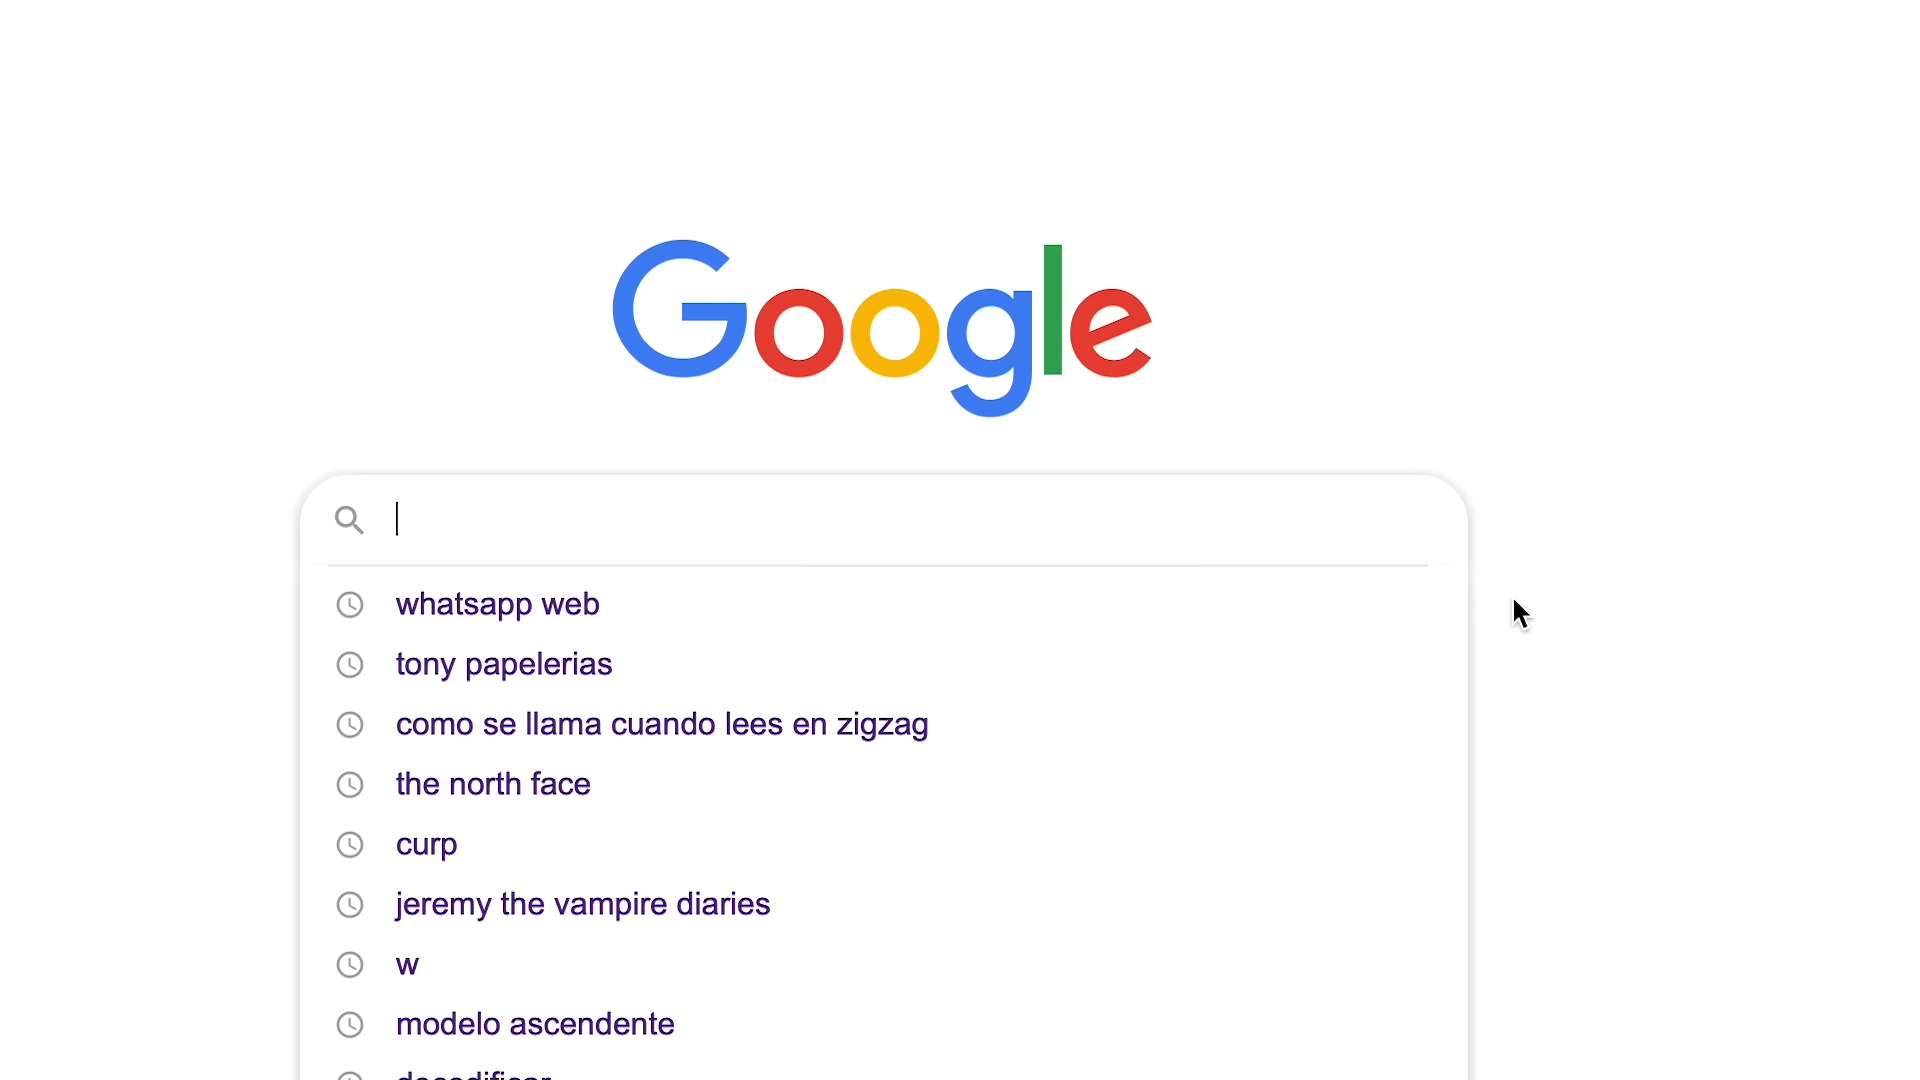 Google
whatsapp web
tony papelerias
como se llama cuando lees en zigzag
the north face
curp
jeremy the vampire diaries
w
modelo ascendente